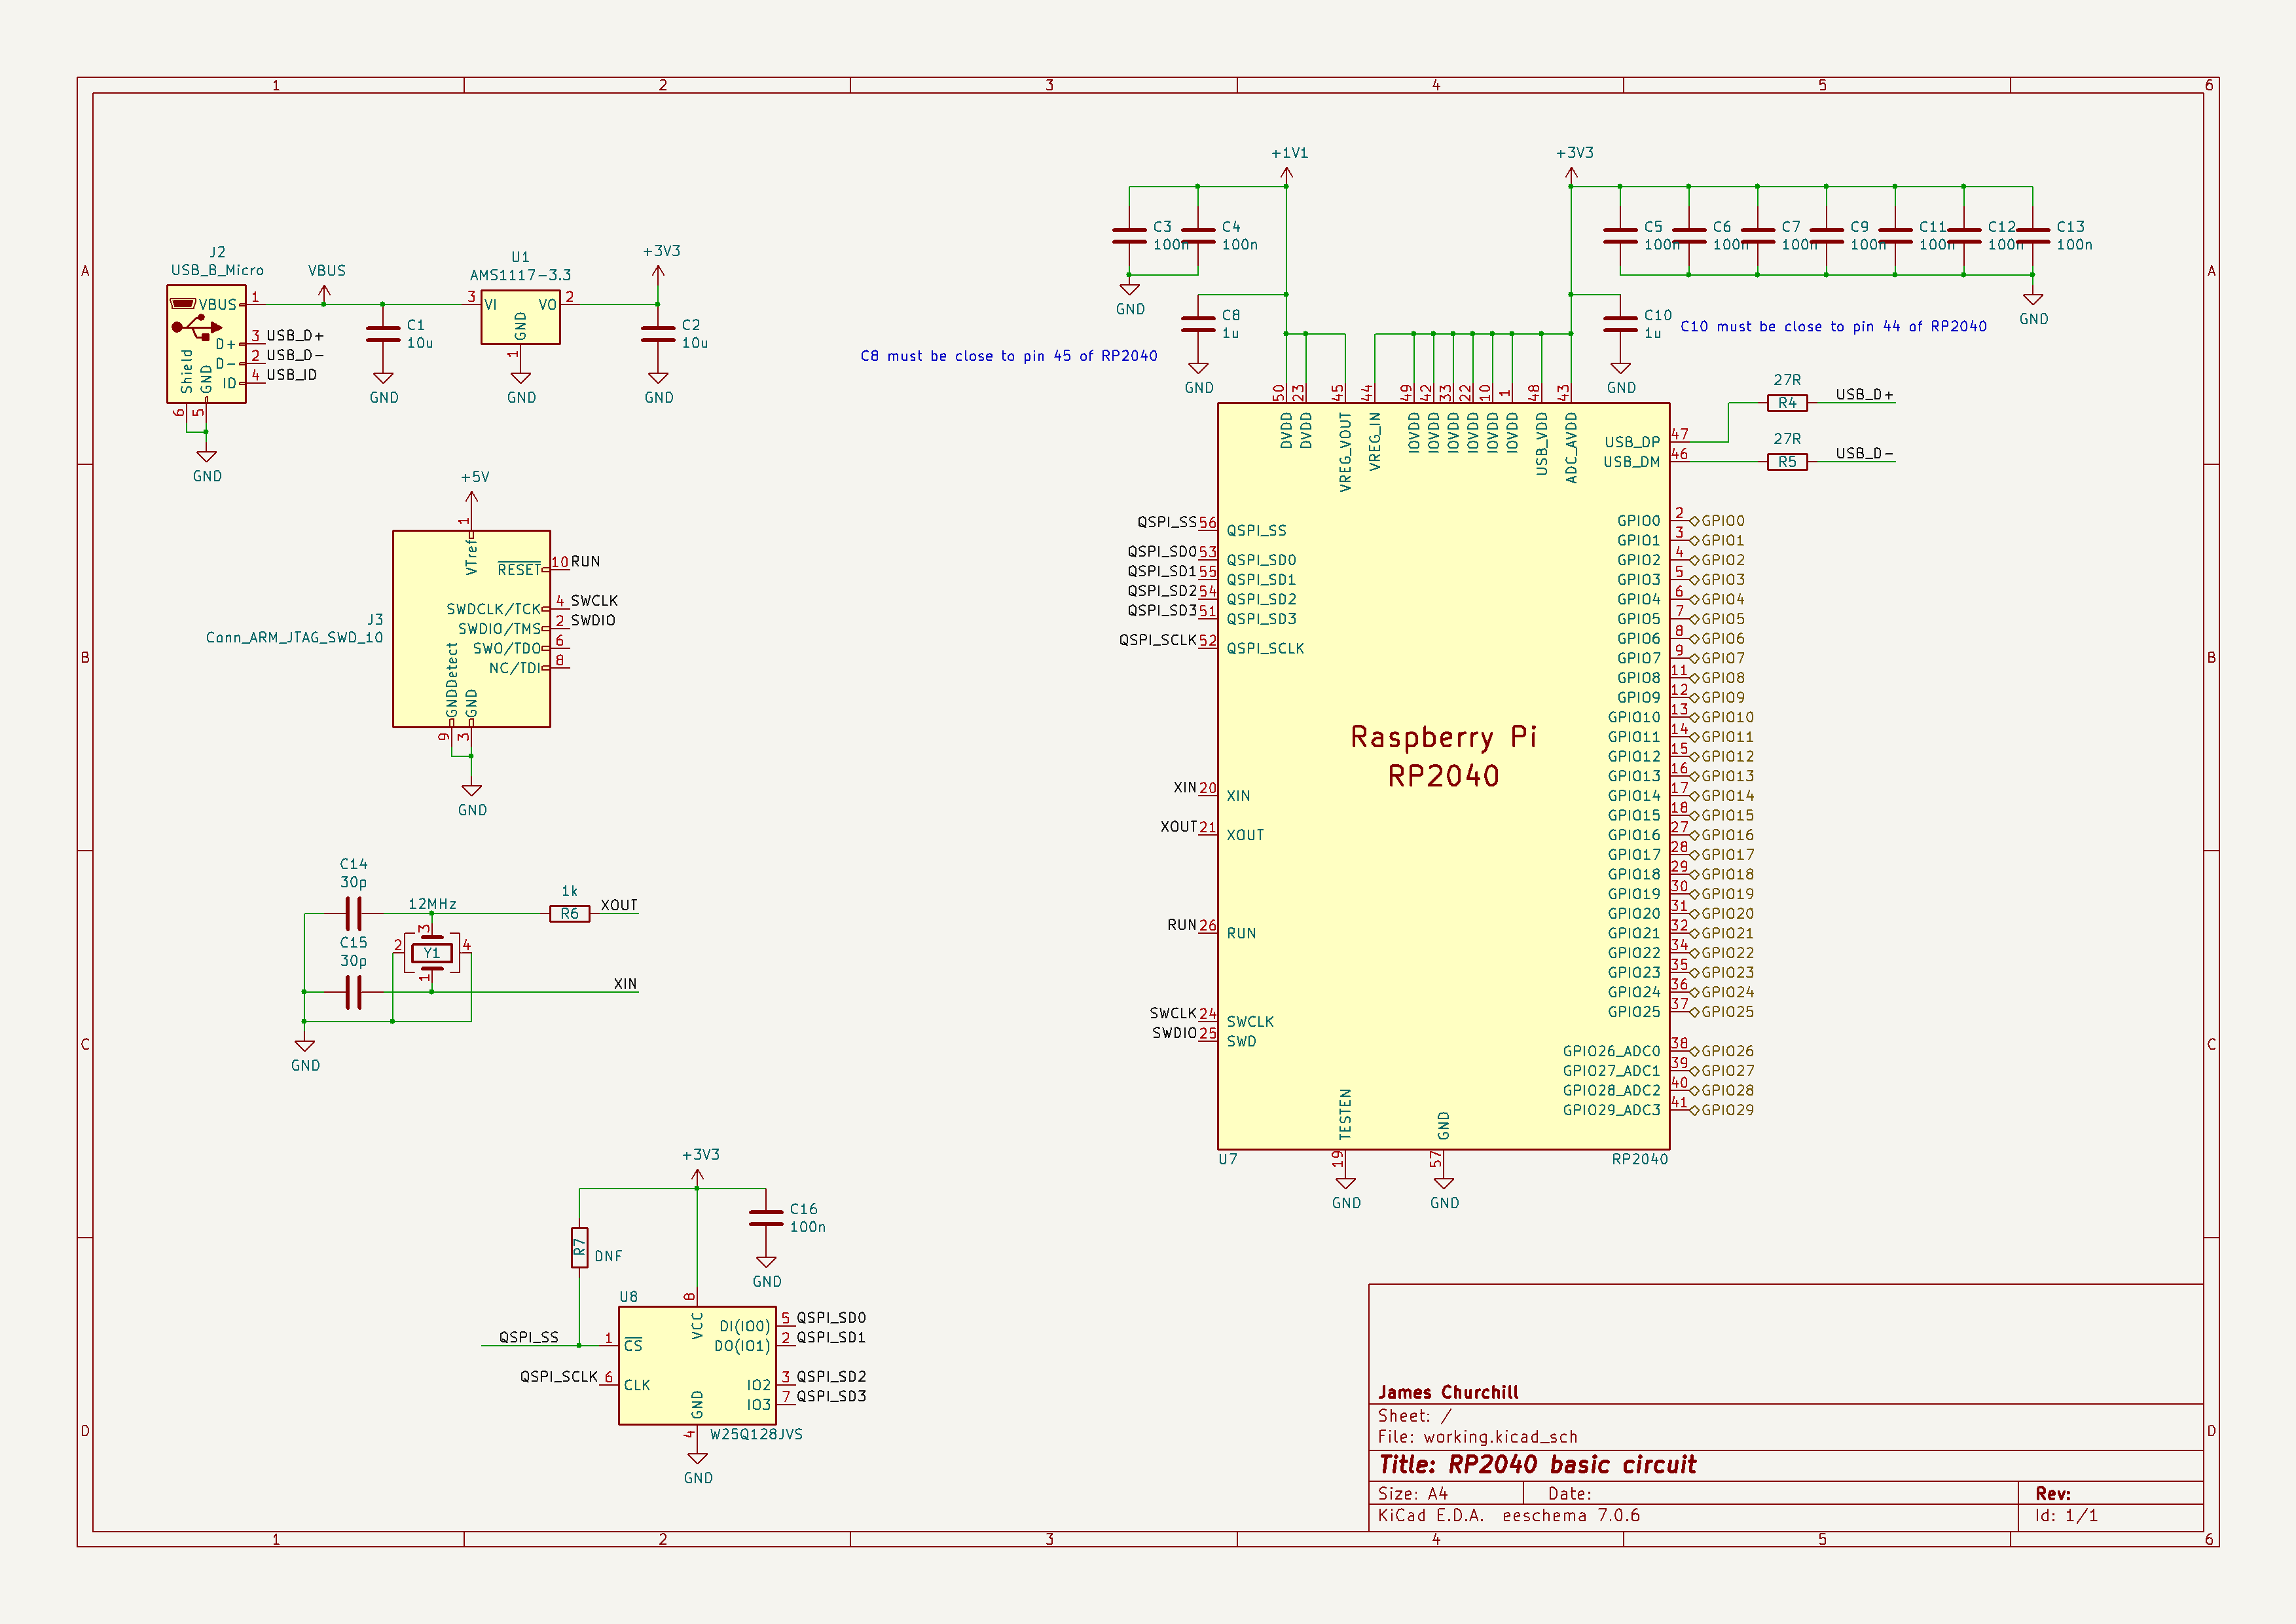 1 2 3 4 5 6
A
B
C
D
J2
USB_B_Micro
VBUS
VBUS 1
D+ 3 USB_D+
D- 2 USB_D-
ID 4 USB_ID
Shield
GND
6 5
GND
C1
10u
GND
U1
AMS1117-3.3
3 VI VO 2
GND
1
GND
+3V3
C2
10u
GND
+5V
1
VTref
RESET 10 RUN
SWDCLK/TCK 4 SWCLK
SWDIO/TMS 2 SWDIO
SWO/TDO 6
NC/TDI 8
GNDDetect
GND
9 3
GND
J3
Conn_ARM_JTAG_SWD_10
C14
30p
12MHz
1k
R6
XOUT
C15
30p
3
2 Y1 4
1
XIN
GND
+3V3
C16
100n
GND
R7
DNF
U8
8
VCC
QSPI_SS 1 CS
QSPI_SCLK 6 CLK
DI(IO0) 5 QSPI_SD0
DO(IO1) 2 QSPI_SD1
IO2 3 QSPI_SD2
IO3 7 QSPI_SD3
GND
4
W25Q128JVS
GND
+1V1
C3
100n
C4
100n
GND
C8
1u
GND
C8 must be close to pin 45 of RP2040
+3V3
C5
100n
C6
100n
C7
100n
C9
100n
C11
100n
C12
100n
C13
100n
GND
C10
1u
GND
C10 must be close to pin 44 of RP2040
50 DVDD
23 DVDD
45 VREG_VOUT
44 VREG_IN
49 IOVDD
42 IOVDD
33 IOVDD
22 IOVDD
10 IOVDD
1 IOVDD
48 USB_VDD
43 ADC_AVDD
27R
R4
USB_D+
USB_DP 47
27R
R5
USB_D-
USB_DM 46
QSPI_SS 56 QSPI_SS
QSPI_SD0 53 QSPI_SD0
QSPI_SD1 55 QSPI_SD1
QSPI_SD2 54 QSPI_SD2
QSPI_SD3 51 QSPI_SD3
QSPI_SCLK 52 QSPI_SCLK
XIN 20 XIN
XOUT 21 XOUT
RUN 26 RUN
SWCLK 24 SWCLK
SWDIO 25 SWD
Raspberry Pi
RP2040
GPIO0 2 GPIO0
GPIO1 3 GPIO1
GPIO2 4 GPIO2
GPIO3 5 GPIO3
GPIO4 6 GPIO4
GPIO5 7 GPIO5
GPIO6 8 GPIO6
GPIO7 9 GPIO7
GPIO8 11 GPIO8
GPIO9 12 GPIO9
GPIO10 13 GPIO10
GPIO11 14 GPIO11
GPIO12 15 GPIO12
GPIO13 16 GPIO13
GPIO14 17 GPIO14
GPIO15 18 GPIO15
GPIO16 27 GPIO16
GPIO17 28 GPIO17
GPIO18 29 GPIO18
GPIO19 30 GPIO19
GPIO20 31 GPIO20
GPIO21 32 GPIO21
GPIO22 34 GPIO22
GPIO23 35 GPIO23
GPIO24 36 GPIO24
GPIO25 37 GPIO25
GPIO26_ADC0 38 GPIO26
GPIO27_ADC1 39 GPIO27
GPIO28_ADC2 40 GPIO28
GPIO29_ADC3 41 GPIO29
TESTEN
19
GND
GND
57
GND
U7
RP2040
James Churchill
Sheet: /
File: working.kicad_sch
Title: RP2040 basic circuit
Size: A4 Date: Rev:
KiCad E.D.A. eeschema 7.0.6 Id: 1/1
A
B
C
D
1 2 3 4 5 6